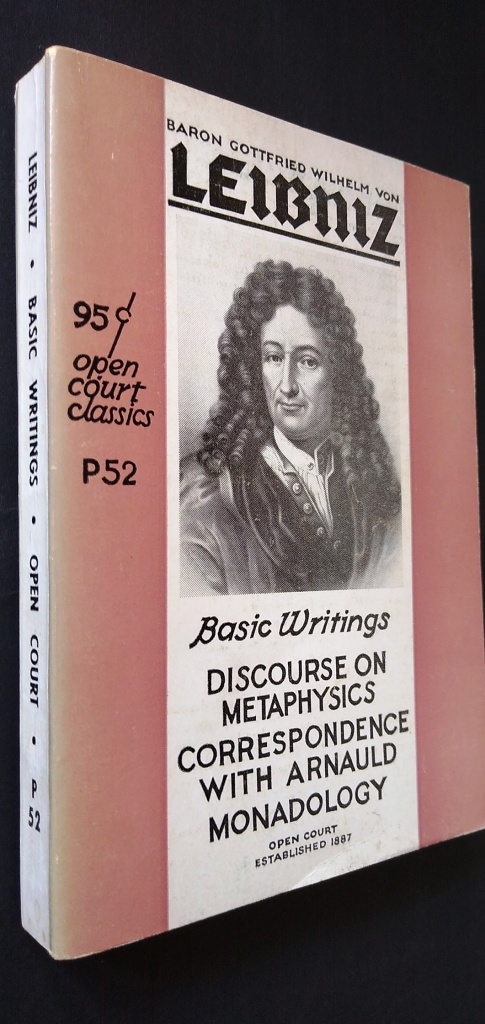 LEIBNIZ • BASIC WRITINGS • OPEN COURT • P 52
BARON GOTTFRIED WILHELM VON
LEIBNIZ
95¢
open
court
classics
P52
Basic Writings
DISCOURSE ON
METAPHYSICS
CORRESPONDENCE
WITH ARNAULD
MONADOLOGY
OPEN COURT
ESTABLISHED 1887